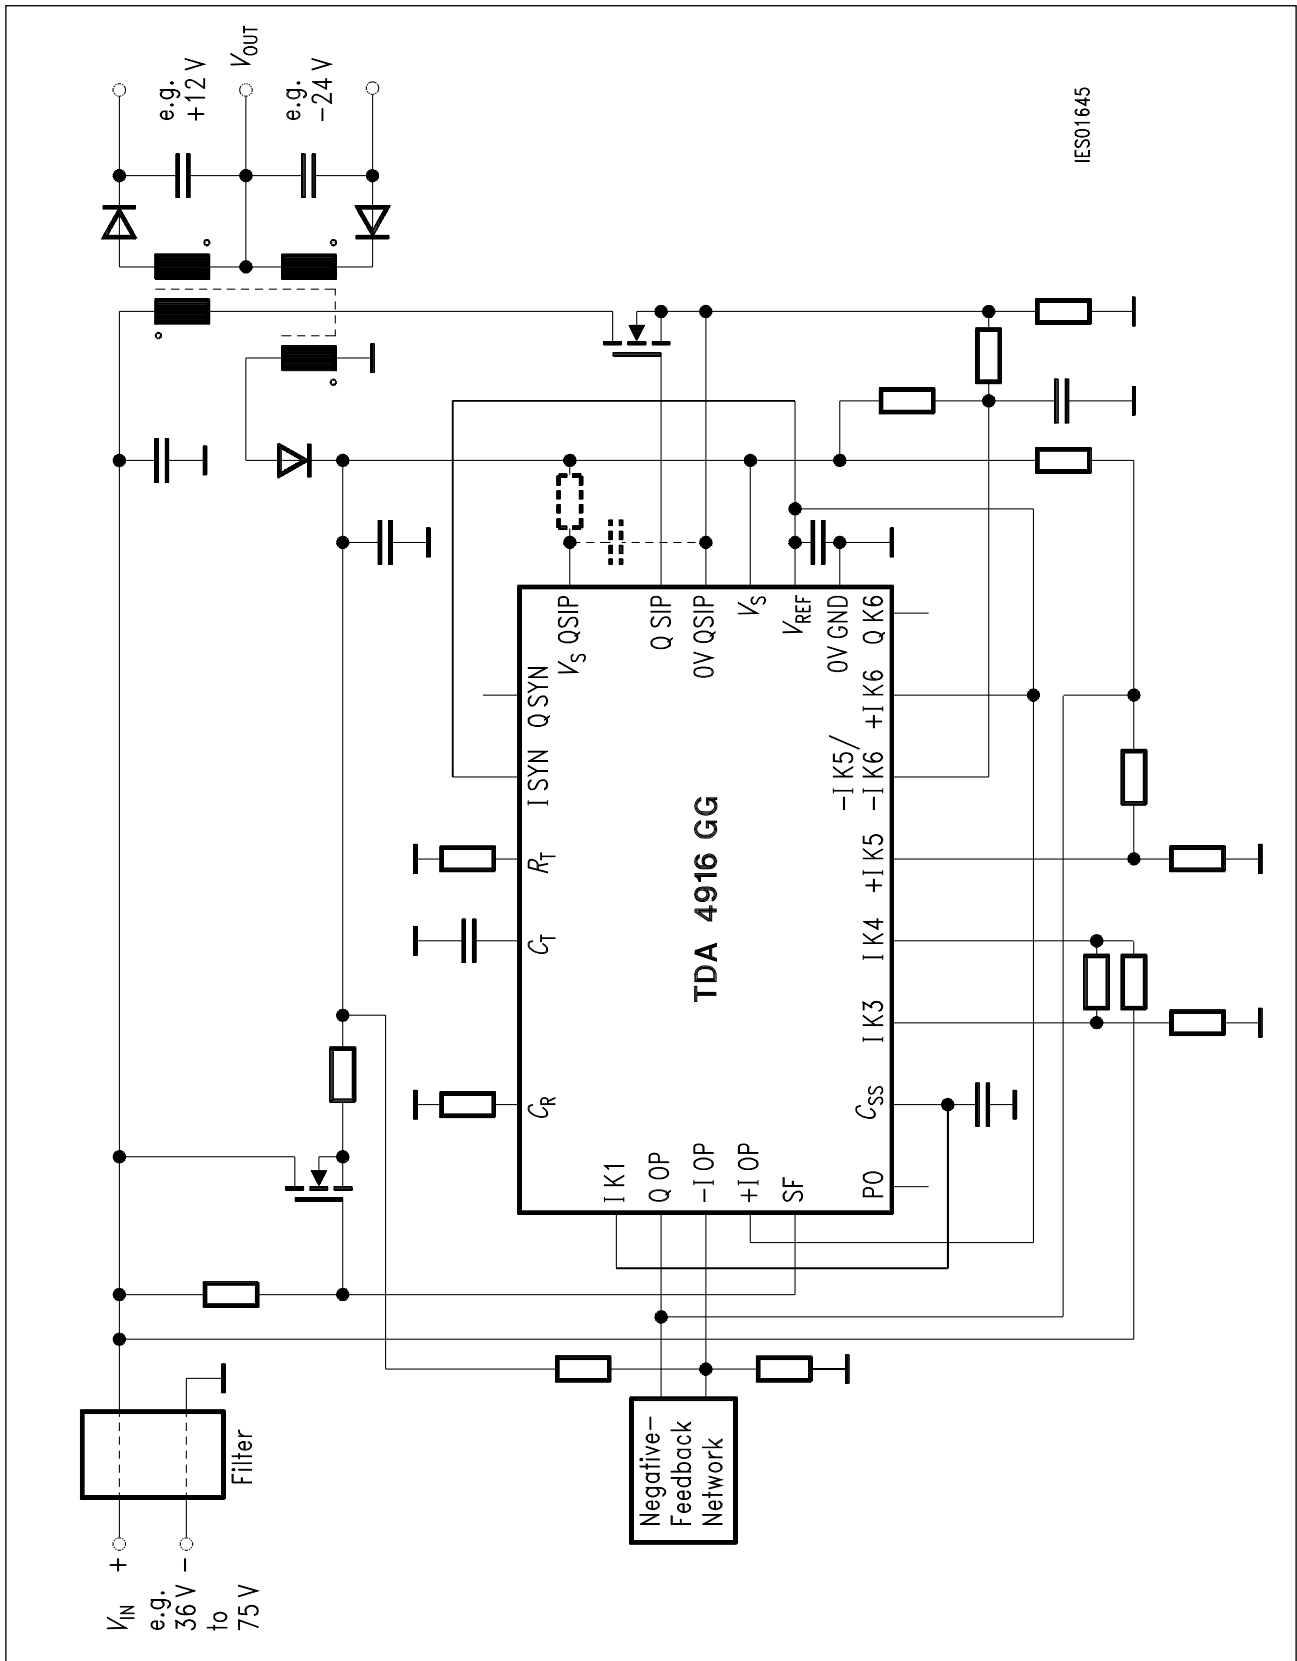 V_IN
+
-
e.g.
36 V
to
75 V
Filter
Negative-
Feedback
Network
I K1
Q OP
-I OP
+I OP
SF
C_R
C_T
R_T
I SYN
Q SYN
TDA 4916 GG
V_S QSIP
Q SIP
0V QSIP
V_S
V_REF
0V GND
PO
C_SS
I K3
I K4
+I K5
-I K5/
-I K6
+I K6
Q K6
e.g.
+12 V
V_OUT
e.g.
-24 V
IES01645